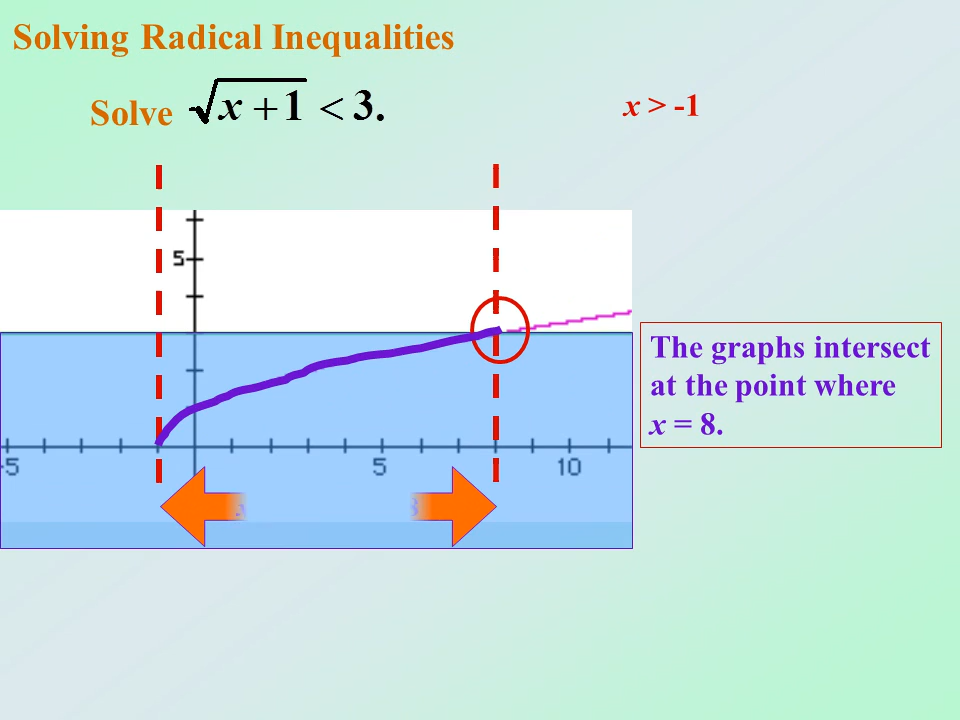 Solving Radical Inequalities
Solve √x + 1 < 3.
x > -1
5
The graphs intersect
at the point where
x = 8.
-5 5 10